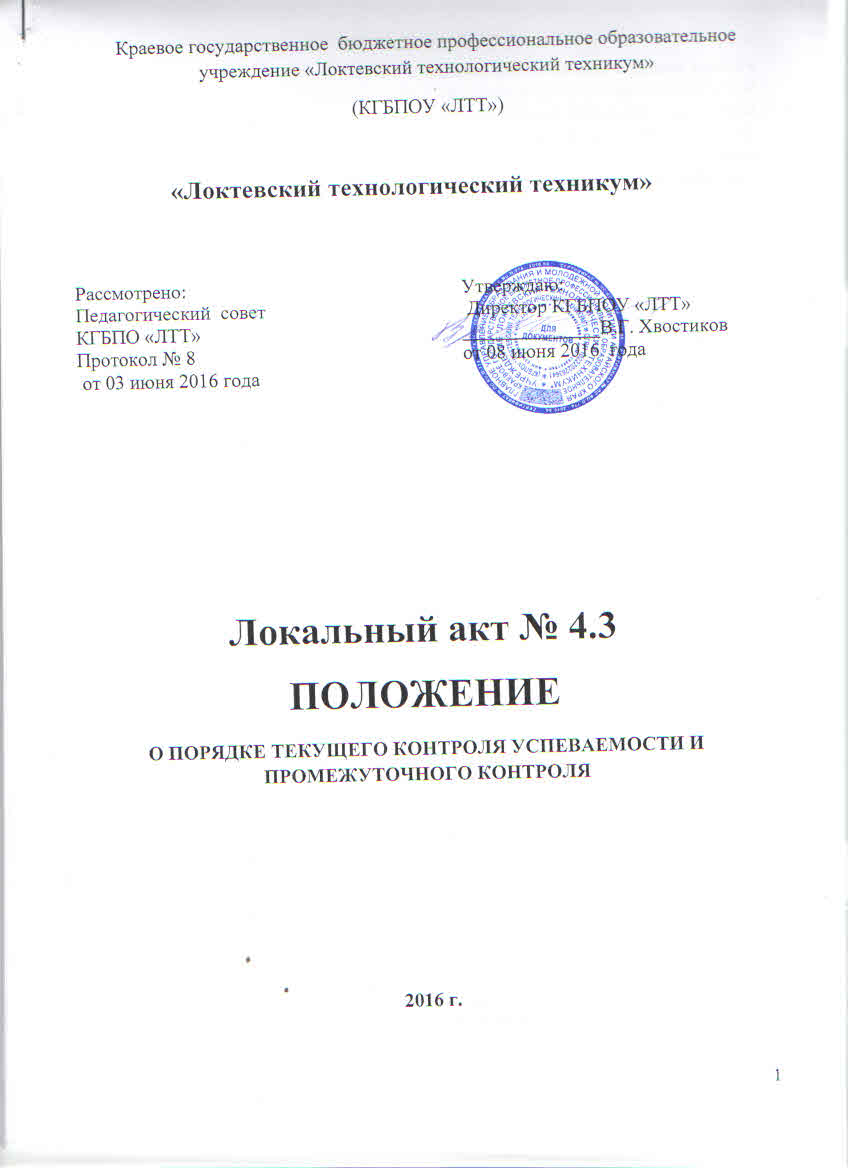 Краевое государственное бюджетное профессиональное образовательное
учреждение «Локтевский технологический техникум»
(КГБПОУ «ЛТТ»)
«Локтевский технологический техникум»
Рассмотрено:
Педагогический совет
КГБПО «ЛТТ»
Протокол № 8
от 03 июня 2016 года
Утверждаю:
Директор КГБПОУ «ЛТТ»
В.Г. Хвостиков
от 08 июня 2016. года
ДЛЯ
ДОКУМЕНТОВ
Локальный акт № 4.3
ПОЛОЖЕНИЕ
О ПОРЯДКЕ ТЕКУЩЕГО КОНТРОЛЯ УСПЕВАЕМОСТИ И
ПРОМЕЖУТОЧНОГО КОНТРОЛЯ
2016 г.
1